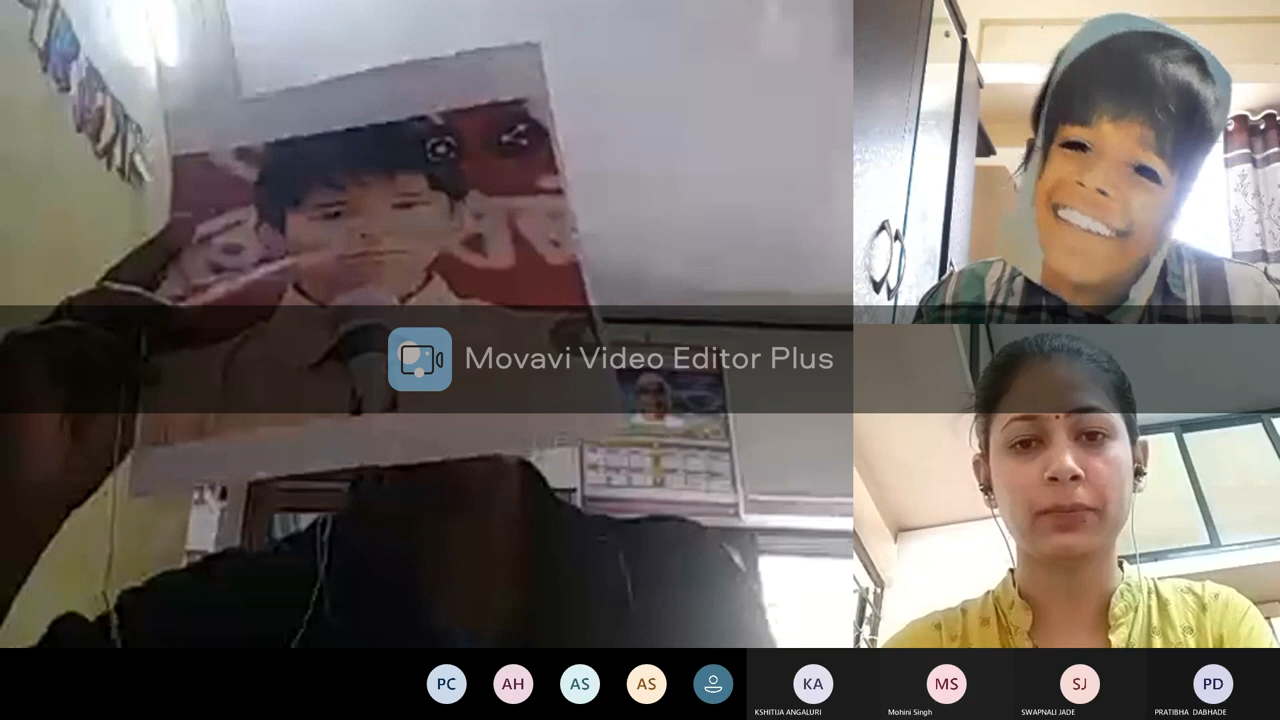 Movavi Video Editor Plus
PC
AH
AS
AS
KA
MS
SJ
PD
KSHITIJA ANGALURI
Mohini Singh
SWAPNALI JADE
PRATIBHA DABHADE